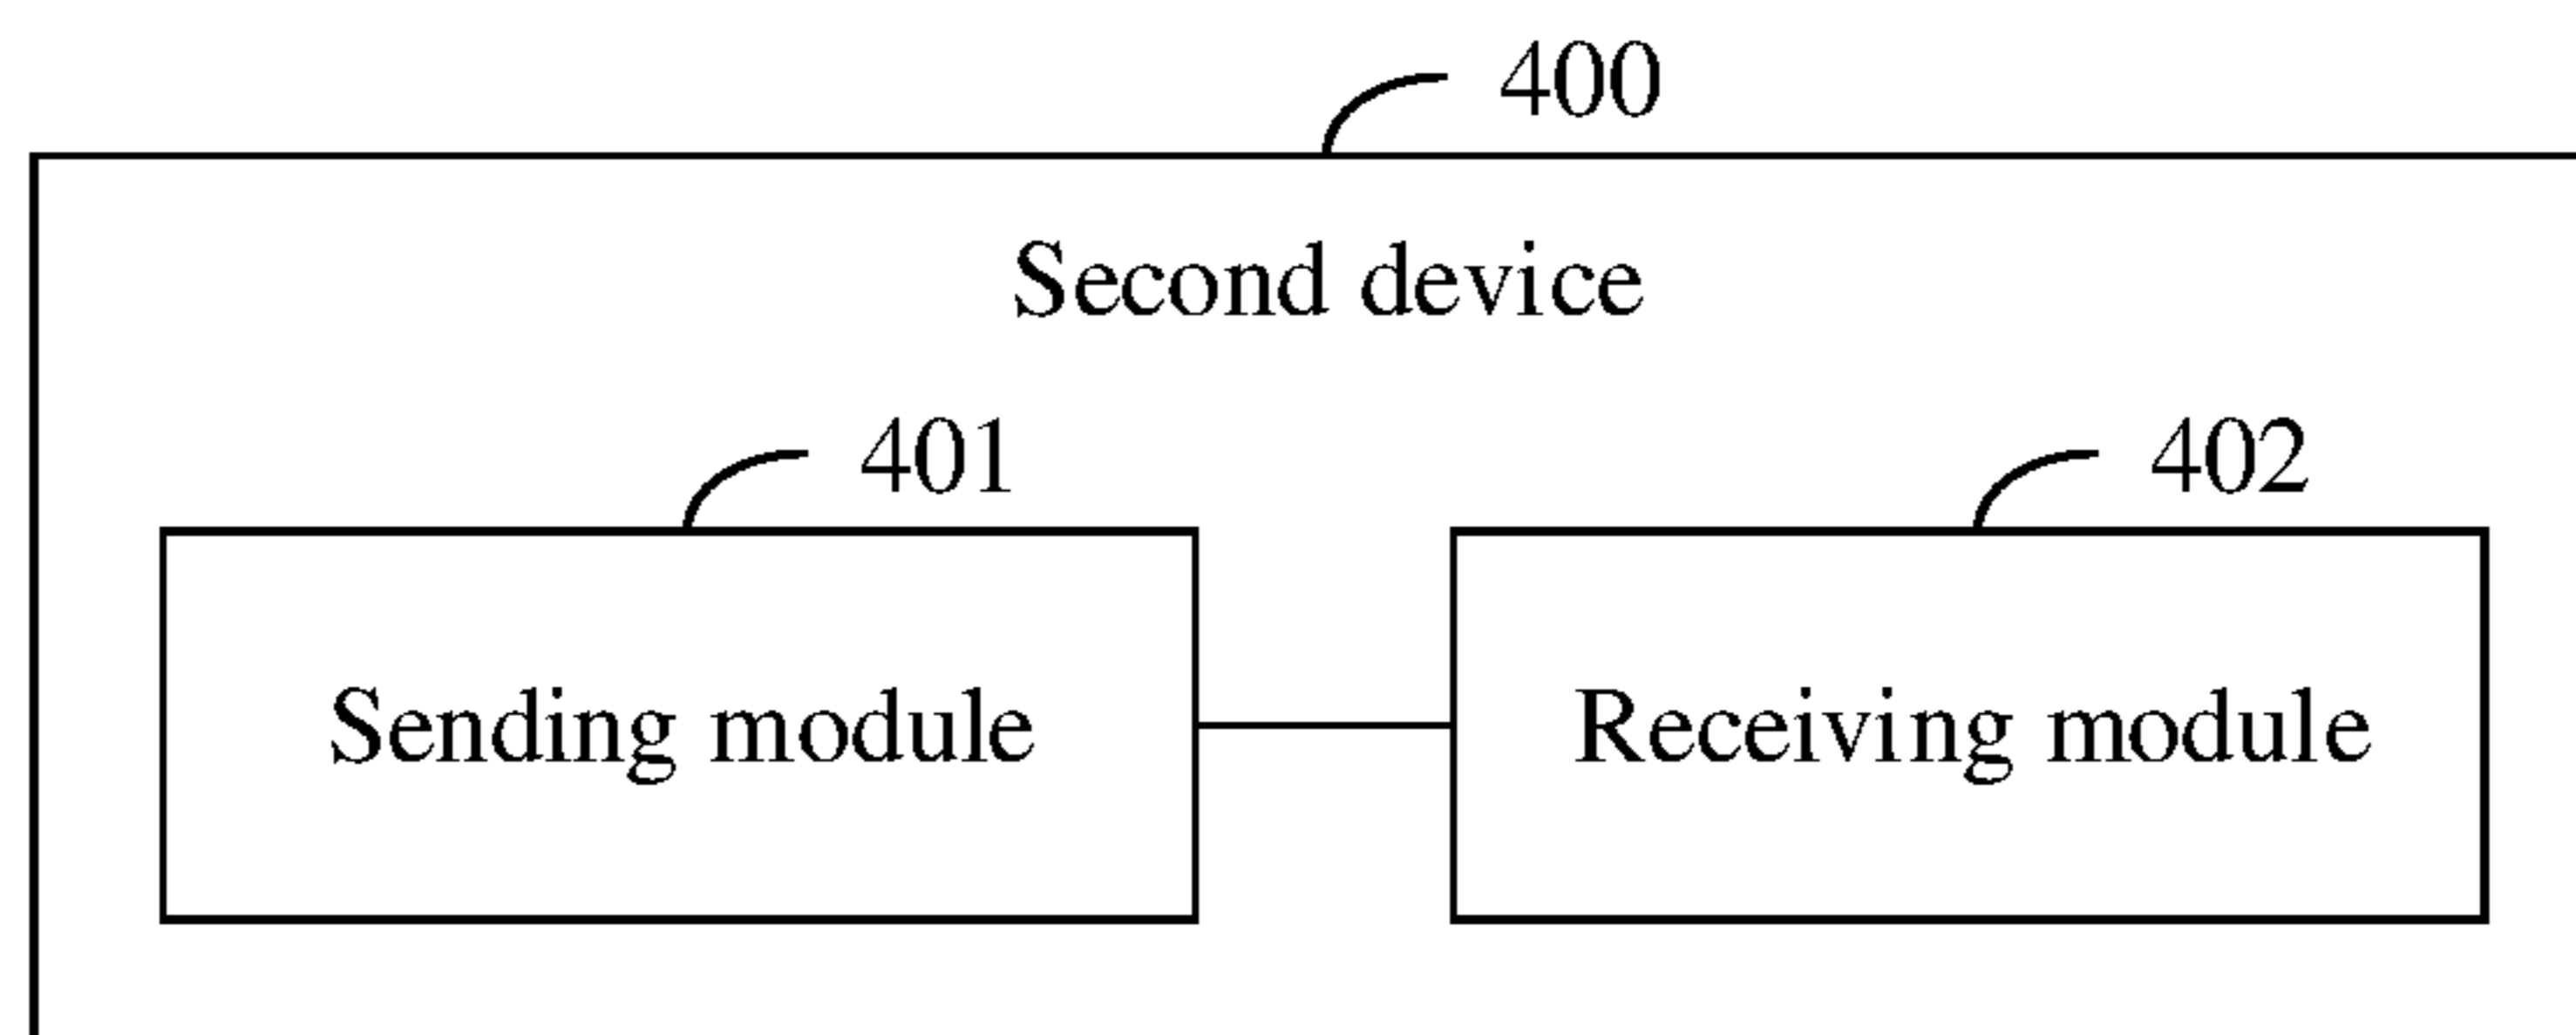 400
Second device
401
402
Sending module
Receiving module